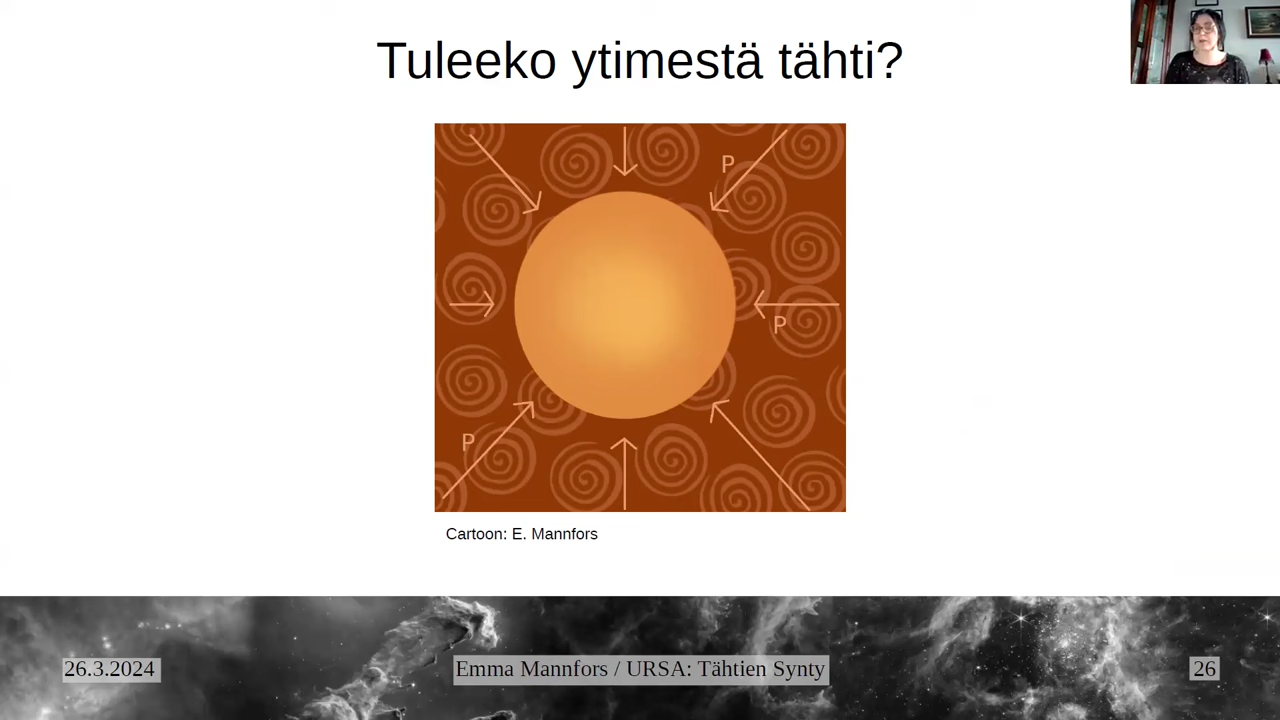 Tuleeko ytimestä tähti?
P
P
P
Cartoon: E. Mannfors
26.3.2024
Emma Mannfors / URSA: Tähtien Synty
26